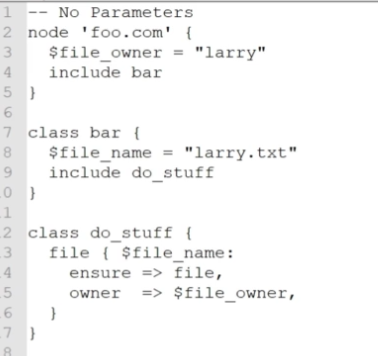 1 -- No Parameters
2 node 'foo.com' {
3   $file_owner = "larry"
4   include bar
5 }
6
7 class bar {
8   $file_name = "larry.txt"
9   include do_stuff
0 }
1
2 class do_stuff {
3   file { $file_name:
4     ensure => file,
5     owner  => $file_owner,
6   }
7 }
8